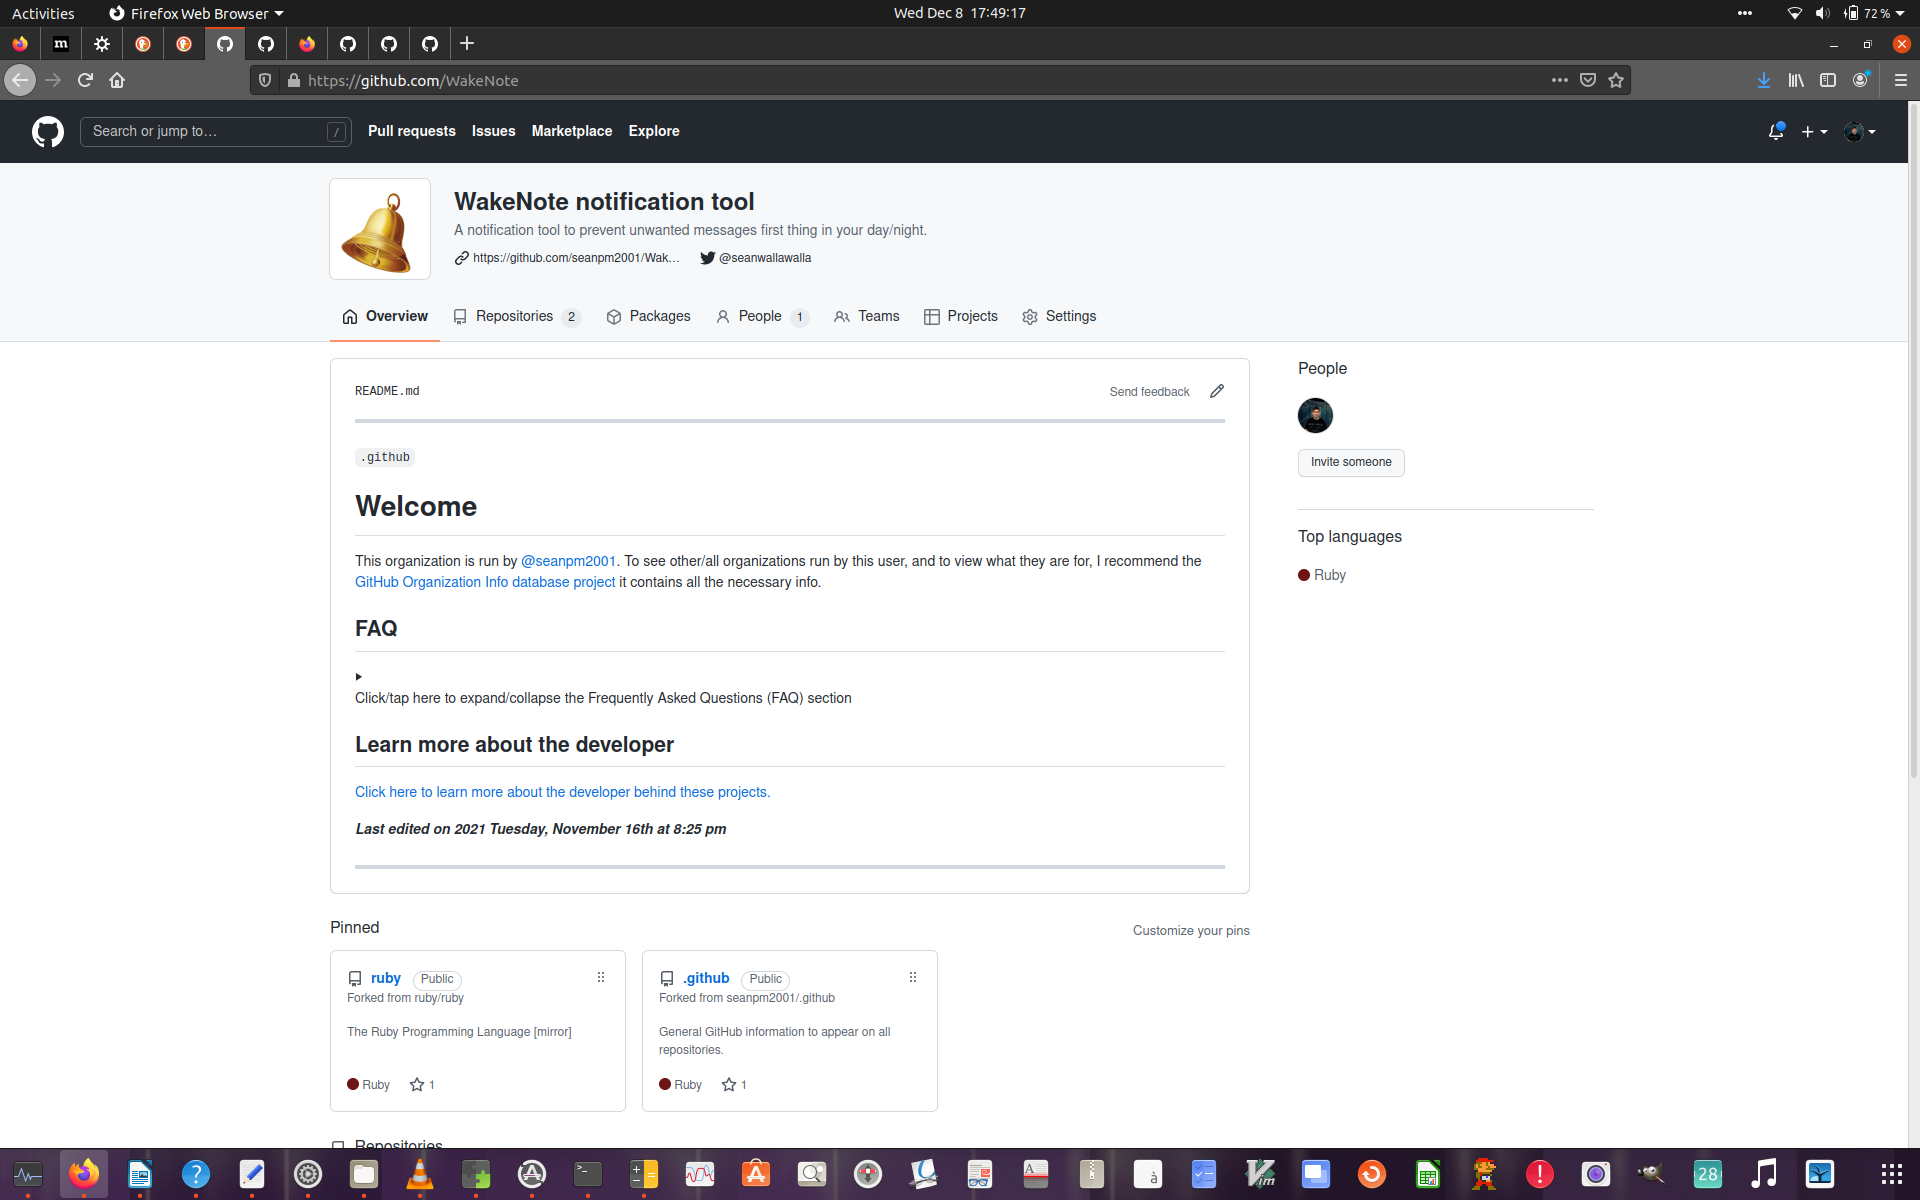 Activities
Firefox Web Browser
Wed Dec 8 17:49:17
72 %
m
https://github.com/WakeNote
Search or jump to…
/
Pull requests
Issues
Marketplace
Explore
WakeNote notification tool
A notification tool to prevent unwanted messages first thing in your day/night.
https://github.com/seanpm2001/Wak…
@seanwallawalla
Overview
Repositories 2
Packages
People 1
Teams
Projects
Settings
README.md
Send feedback
.github
Welcome
This organization is run by @seanpm2001. To see other/all organizations run by this user, and to view what they are for, I recommend the
GitHub Organization Info database project it contains all the necessary info.
FAQ
Click/tap here to expand/collapse the Frequently Asked Questions (FAQ) section
Learn more about the developer
Click here to learn more about the developer behind these projects.
Last edited on 2021 Tuesday, November 16th at 8:25 pm
People
Invite someone
Top languages
Ruby
Pinned
Customize your pins
ruby Public
Forked from ruby/ruby
The Ruby Programming Language [mirror]
Ruby 1
.github Public
Forked from seanpm2001/.github
General GitHub information to appear on all
repositories.
Ruby 1
Repositories
28